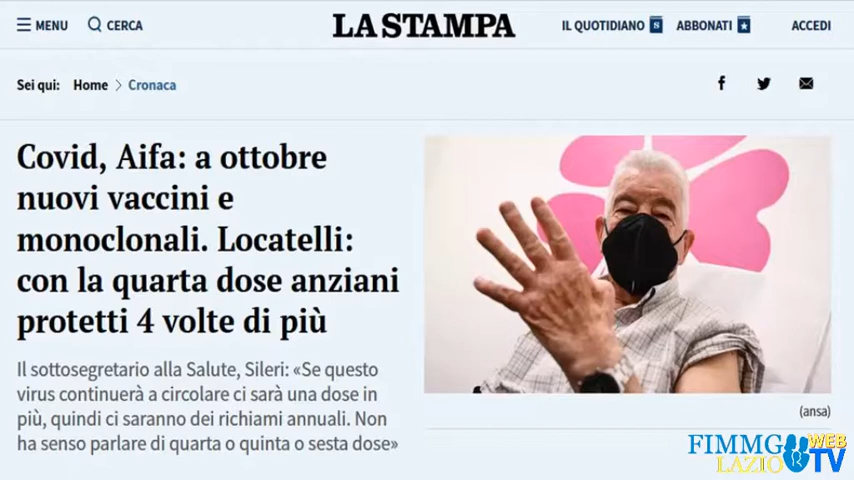 MENU CERCA LA STAMPA IL QUOTIDIANO S ABBONATI ACCEDI
Sei qui: Home > Cronaca
Covid, Aifa: a ottobre
nuovi vaccini e
monoclonali. Locatelli:
con la quarta dose anziani
protetti 4 volte di più
Il sottosegretario alla Salute, Sileri: «Se questo
virus continuerà a circolare ci sarà una dose in
più, quindi ci saranno dei richiami annuali. Non
ha senso parlare di quarta o quinta o sesta dose»
(ansa)
FIMMG WEB
LAZIO TV